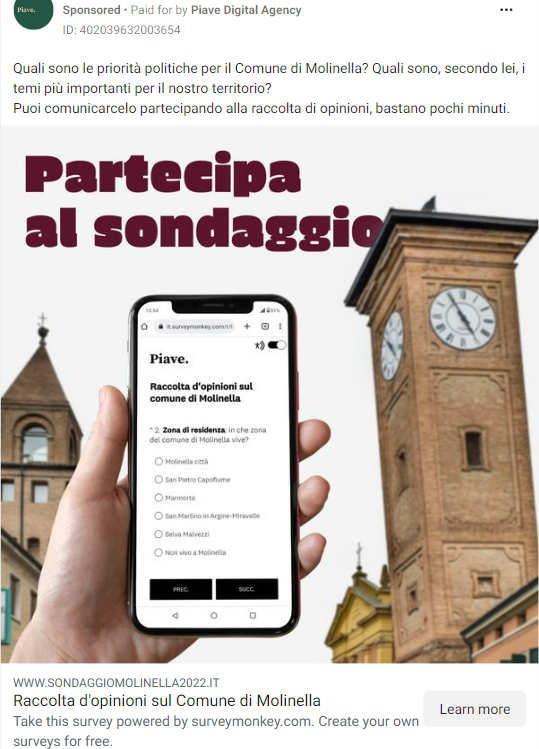 Piave.
Sponsored • Paid for by Piave Digital Agency
ID: 402039632003654
Quali sono le priorità politiche per il Comune di Molinella? Quali sono, secondo lei, i
temi più importanti per il nostro territorio?
Puoi comunicarcelo partecipando alla raccolta di opinioni, bastano pochi minuti.
Partecipa
al sondaggio
13:54
51%
it.surveymonkey.com/r/1
Piave.
Raccolta d'opinioni sul
comune di Molinella
* 2. Zona di residenza: in che zona
del comune di Molinella vive?
Molinella città
San Pietro Capofiume
Marmorta
San Martino in Argine-Miravalle
Selva Malvezzi
Non vivo a Molinella
PREC.
SUCC.
WWW.SONDAGGIOMOLINELLA2022.IT
Raccolta d'opinioni sul Comune di Molinella
Take this survey powered by surveymonkey.com. Create your own
surveys for free.
Learn more